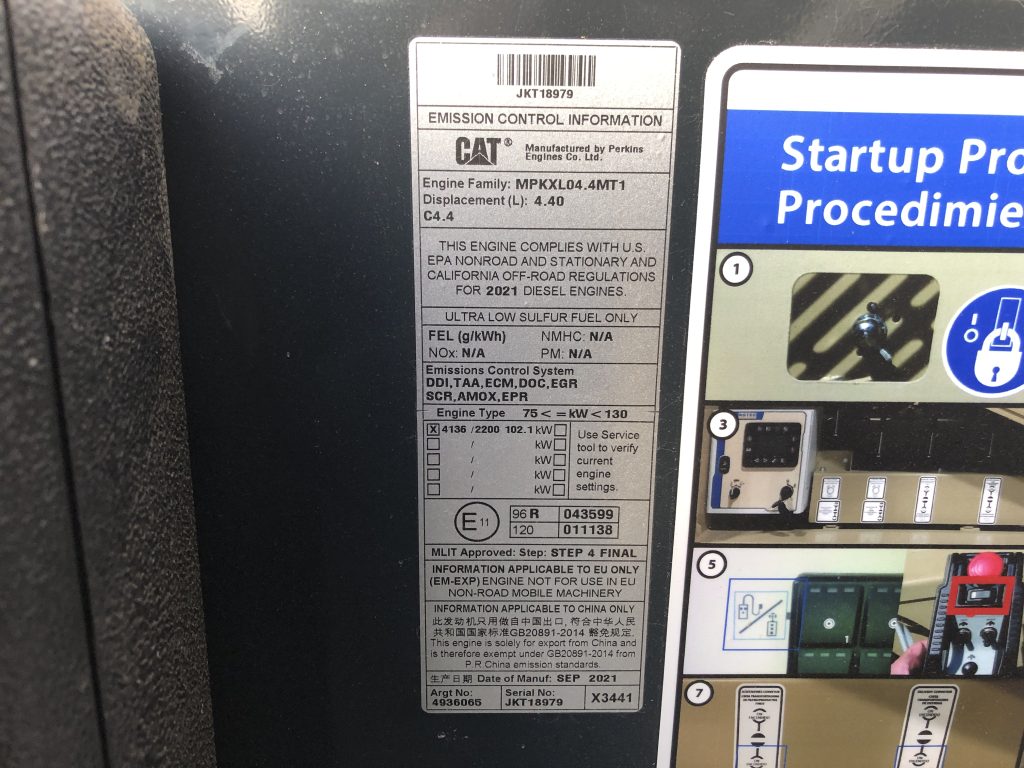 JKT18979
EMISSION CONTROL INFORMATION
CAT® Manufactured by Perkins
Engines Co. Ltd.
Engine Family: MPKXL04.4MT1
Displacement (L): 4.40
C4.4
THIS ENGINE COMPLIES WITH U.S.
EPA NONROAD AND STATIONARY AND
CALIFORNIA OFF-ROAD REGULATIONS
FOR 2021 DIESEL ENGINES.
ULTRA LOW SULFUR FUEL ONLY
FEL (g/kWh) NMHC: N/A
NOx: N/A PM: N/A
Emissions Control System
DDI,TAA,ECM,DOC,EGR
SCR,AMOX,EPR
Engine Type 75 < = kW < 130
X 4136 /2200 102.1 kW
/ kW
/ kW
/ kW
/ kW
Use Service
tool to verify
current
engine
settings.
E11
96 R 043599
120 011138
MLIT Approved: Step: STEP 4 FINAL
INFORMATION APPLICABLE TO EU ONLY
(EM-EXP) ENGINE NOT FOR USE IN EU
NON-ROAD MOBILE MACHINERY
INFORMATION APPLICABLE TO CHINA ONLY
此发动机只用做自中国出口, 符合中华人民
共和国国家标准GB20891-2014 豁免规定.
This engine is solely for export from China and
is therefore exempt under GB20891-2014 from
P.R.China emission standards.
生产日期 Date of Manuf: SEP 2021
Argt No:
4936065
Serial No:
JKT18979
X3441
Startup Pro
Procedimie
1
3
5
1
7